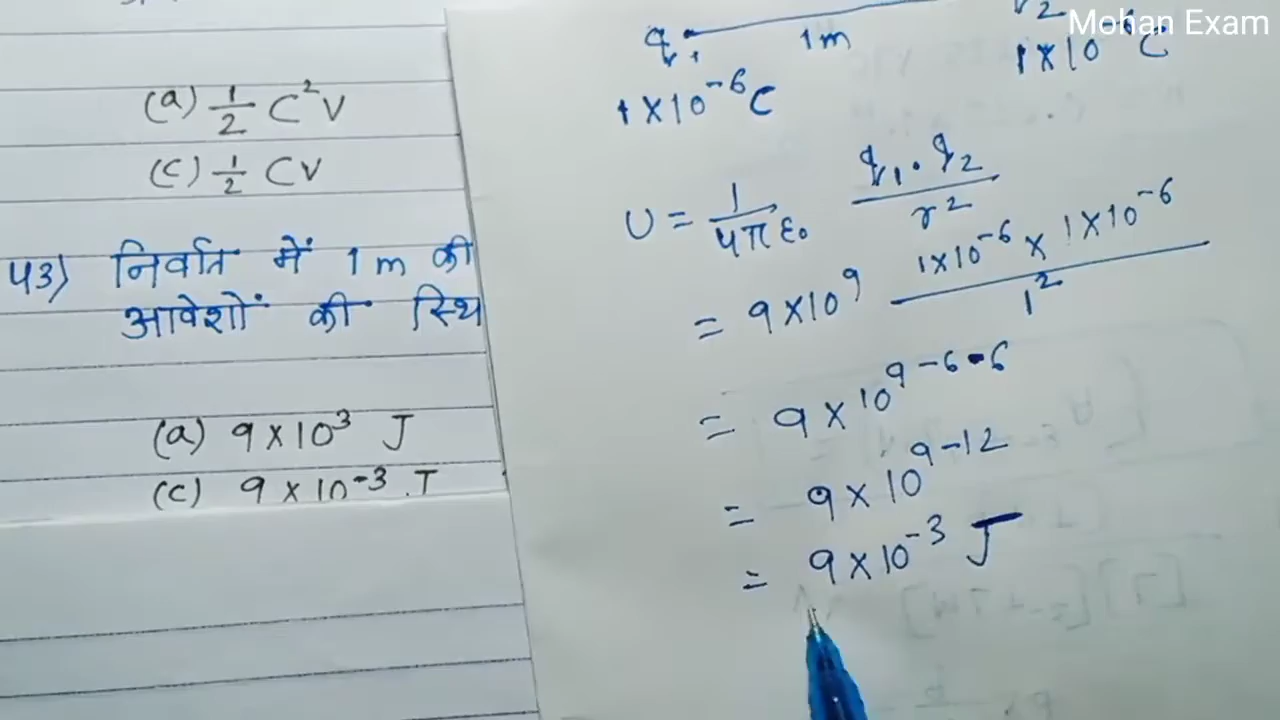 Mohan Exam
(a) 1/2 C²V
(c) 1/2 CV
43) निर्वात में 1 m की
आवेशों की स्थि
(a) 9×10³ J
(c) 9×10⁻³ J
q₁ 1m
1×10⁻⁶C 1×10⁻⁶C
U = 1/4πε₀ q₁.q₂/r²
= 9×10⁹ 1×10⁻⁶ × 1×10⁻⁶/1²
= 9×10⁹⁻⁶⁻⁶
= 9×10⁹⁻¹²
= 9×10⁻³ J